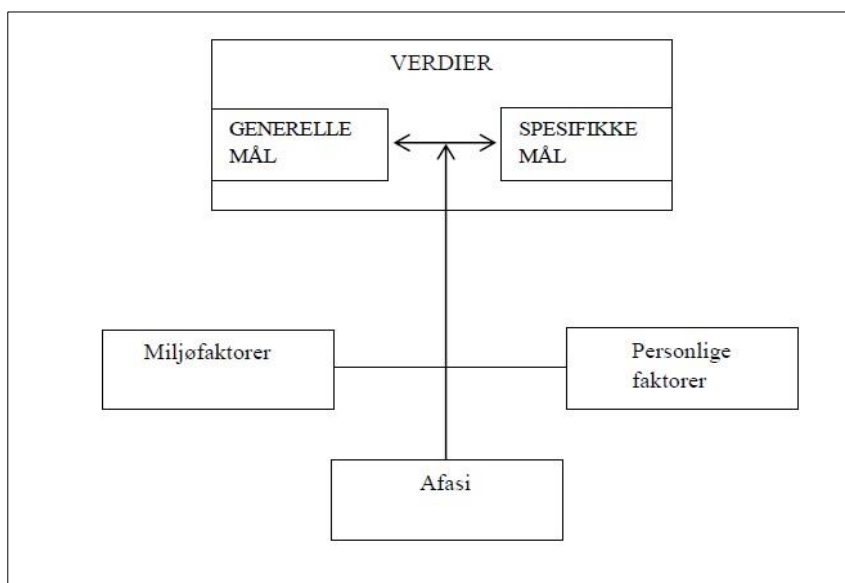 VERDIER
GENERELLE
MÅL
SPESIFIKKE
MÅL
Miljøfaktorer
Personlige
faktorer
Afasi